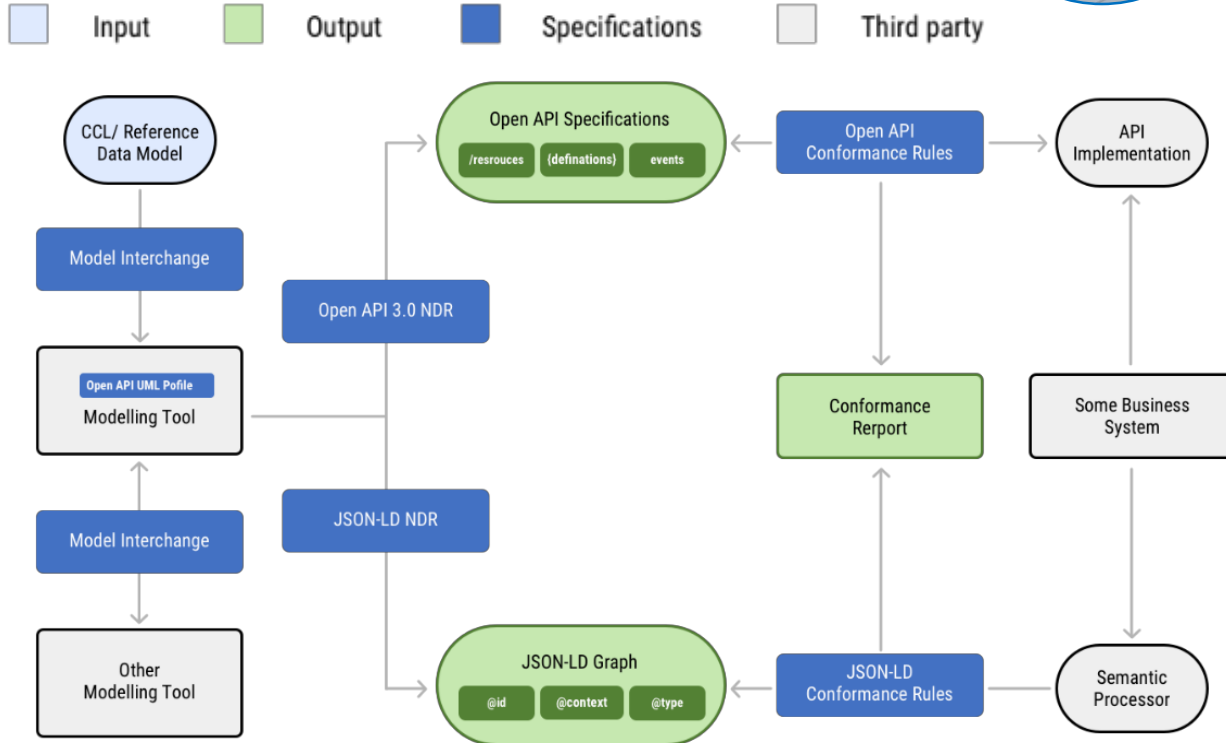 Input
Output
Specifications
Third party
CCL/ Reference
Data Model
Open API Specifications
/resrouces
{definations}
events
Open API
Conformance Rules
API
Implementation
Model Interchange
Open API 3.0 NDR
Open API UML Pofile
Modelling Tool
Conformance
Rerport
Some Business
System
Model Interchange
JSON-LD NDR
Other
Modelling Tool
JSON-LD Graph
@id
@context
@type
JSON-LD
Conformance Rules
Semantic
Processor